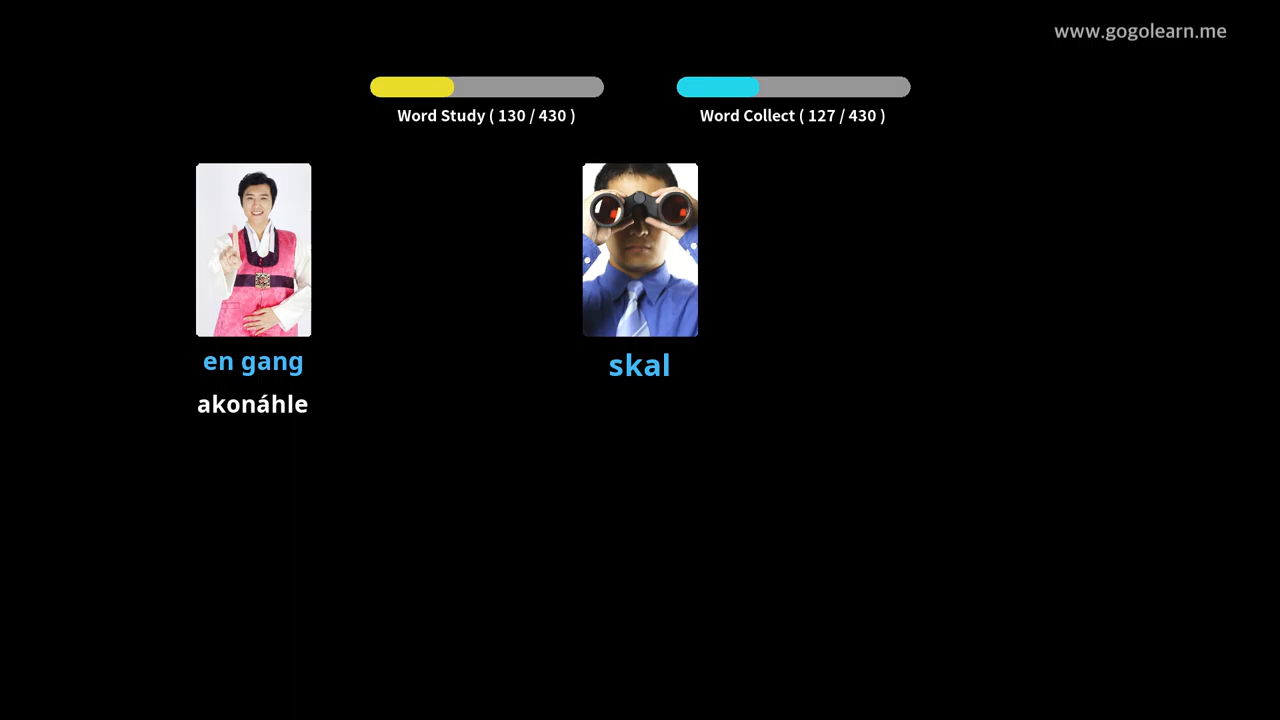 www.gogolearn.me
Word Study ( 130 / 430 )
Word Collect ( 127 / 430 )
en gang
akonáhle
skal